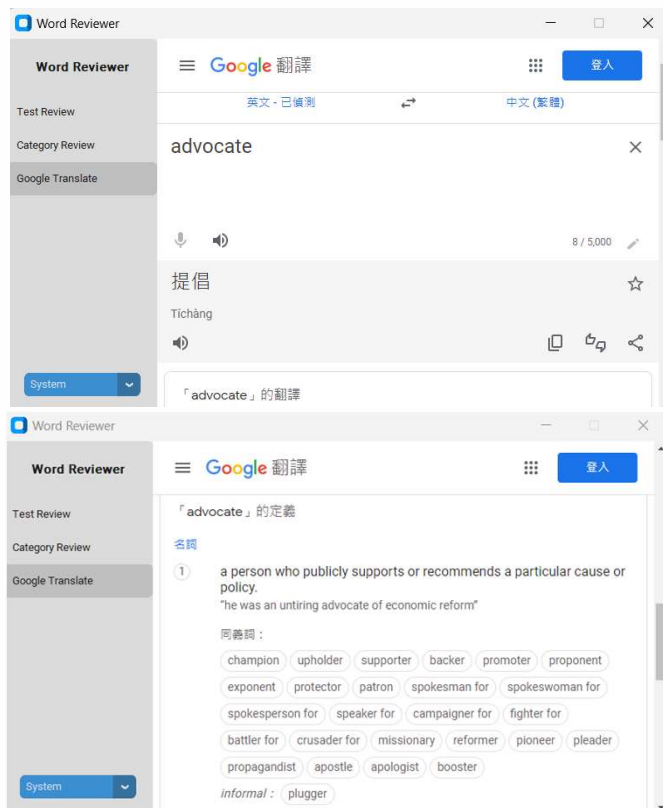 Word Reviewer
Word Reviewer
Google 翻譯
登入
Test Review
Category Review
Google Translate
英文 - 已偵測
中文 (繁體)
advocate
8 / 5,000
提倡
Tíchàng
System
「advocate」的翻譯
Word Reviewer
Word Reviewer
Google 翻譯
登入
Test Review
Category Review
Google Translate
「advocate」的定義
名詞
1 a person who publicly supports or recommends a particular cause or
policy.
"he was an untiring advocate of economic reform"
同義詞：
champion upholder supporter backer promoter proponent
exponent protector patron spokesman for spokeswoman for
spokesperson for speaker for campaigner for fighter for
battler for crusader for missionary reformer pioneer pleader
propagandist apostle apologist booster
informal： plugger
System